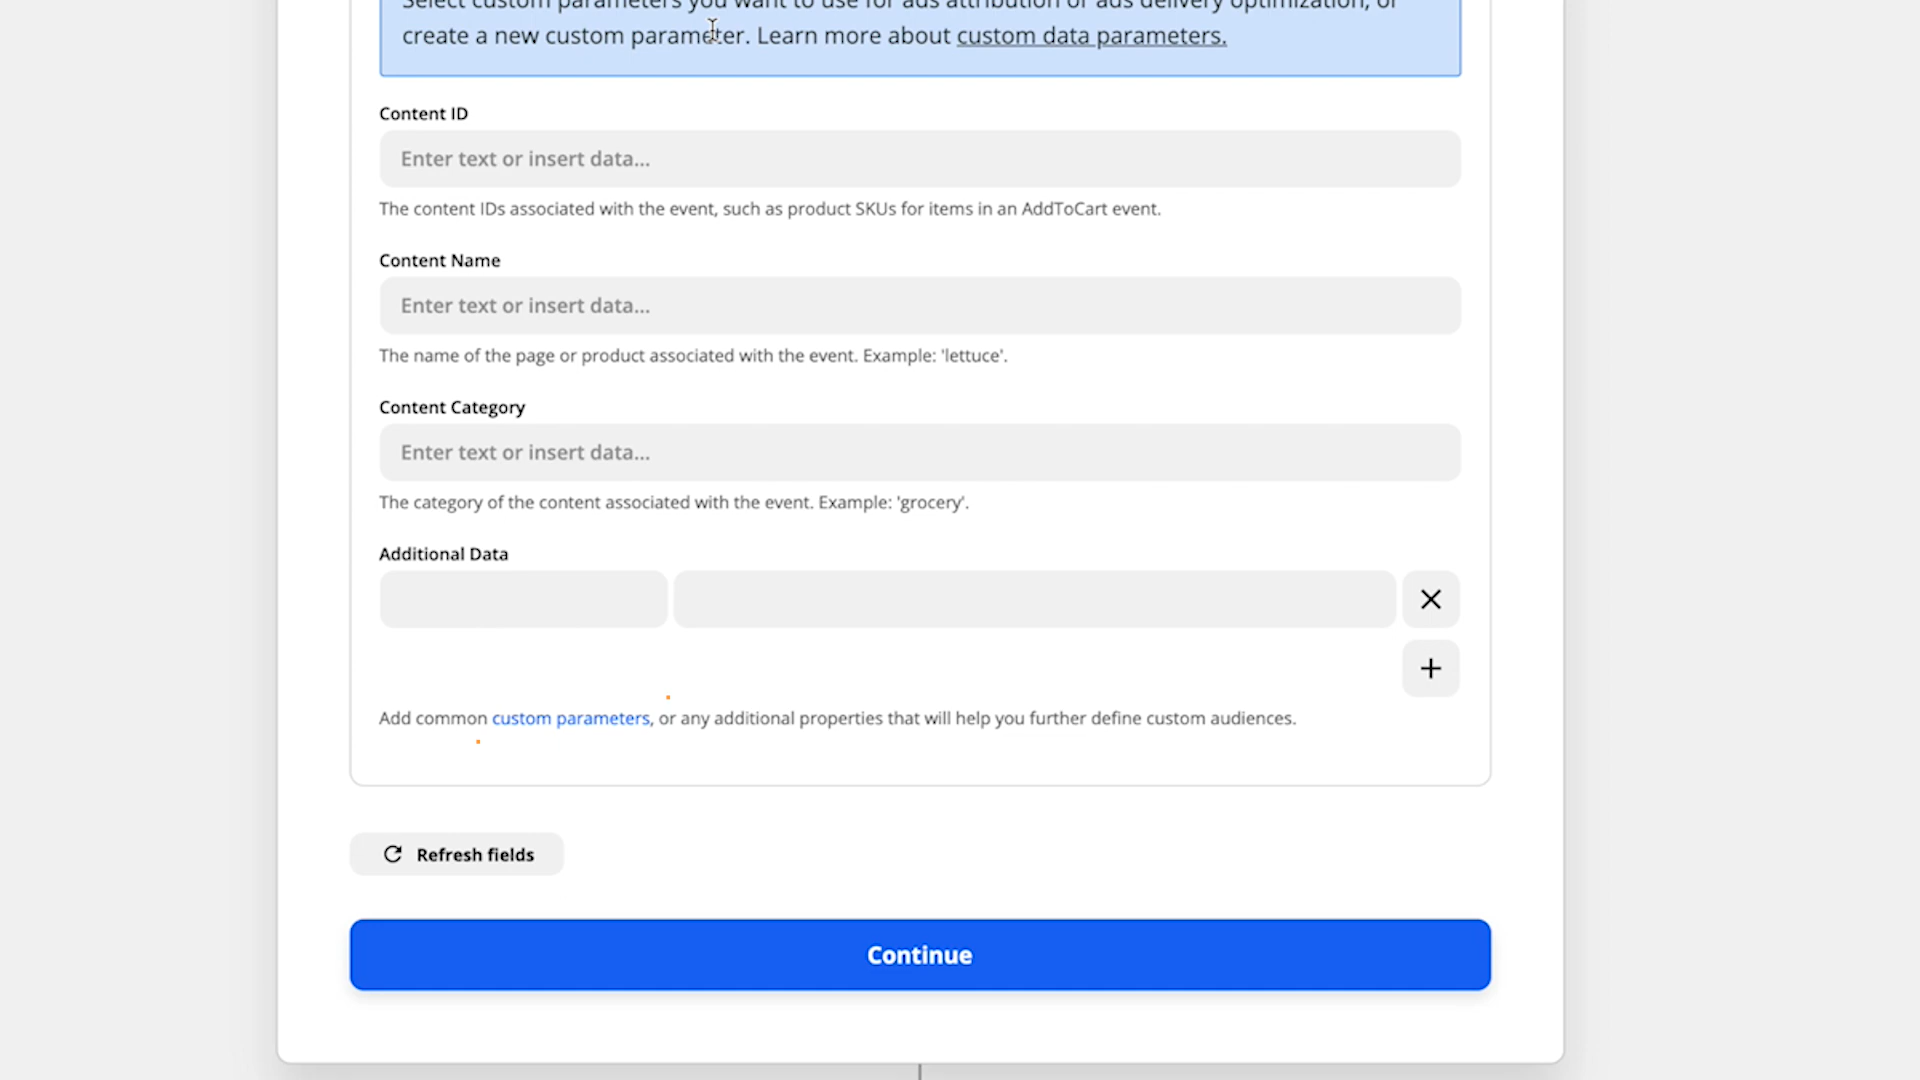 Select custom parameters you want to use for ads attribution or ads delivery optimization, or
create a new custom parameter. Learn more about custom data parameters.
Content ID
Enter text or insert data...
The content IDs associated with the event, such as product SKUs for items in an AddToCart event.
Content Name
Enter text or insert data...
The name of the page or product associated with the event. Example: 'lettuce'.
Content Category
Enter text or insert data...
The category of the content associated with the event. Example: 'grocery'.
Additional Data
Add common custom parameters, or any additional properties that will help you further define custom audiences.
Refresh fields
Continue